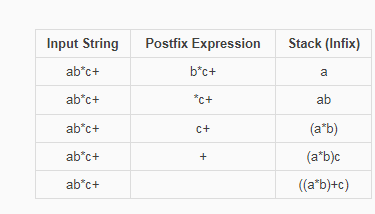 Input String Postfix Expression Stack (Infix)
ab*c+ b*c+ a
ab*c+ *c+ ab
ab*c+ c+ (a*b)
ab*c+ + (a*b)c
ab*c+ ((a*b)+c)